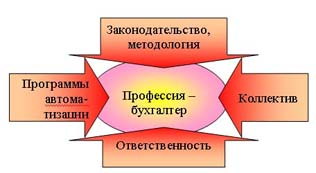 Законодательство,
методология
Программы
автома-
тизации
Профессия –
бухгалтер
Коллектив
Ответственность